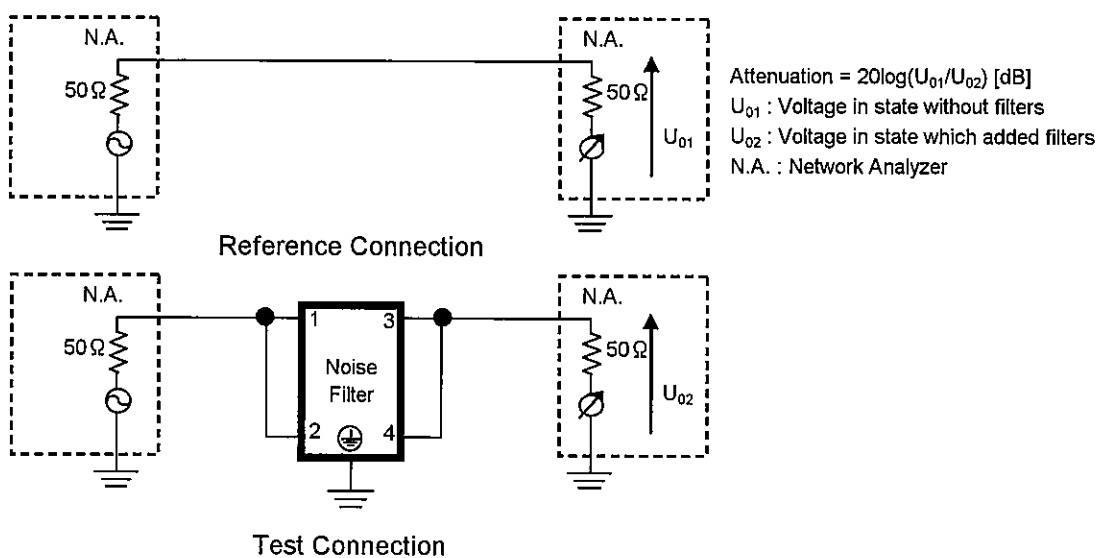 N.A.
50Ω
N.A.
50Ω
U01
Attenuation = 20log(U01/U02) [dB]
U01 : Voltage in state without filters
U02 : Voltage in state which added filters
N.A. : Network Analyzer
Reference Connection
N.A.
50Ω
1
3
Noise
Filter
2
4
N.A.
50Ω
U02
Test Connection